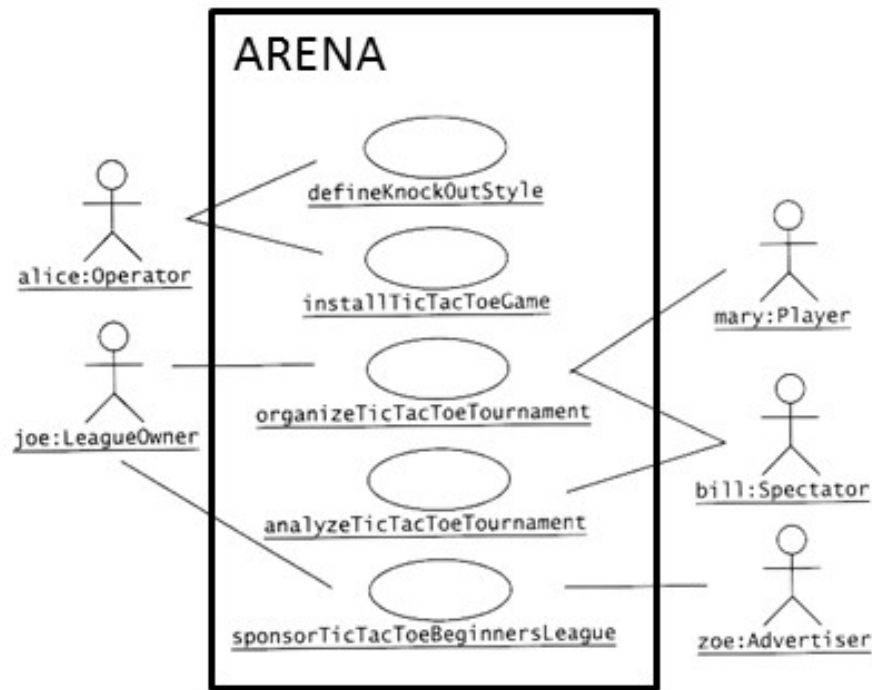 ARENA
defineKnockOutStyle
alice:Operator
installTicTacToeGame
mary:Player
organizeTicTacToeTournament
joe:LeagueOwner
bill:Spectator
analyzeTicTacToeTournament
sponsorTicTacToeBeginnersLeague
zoe:Advertiser